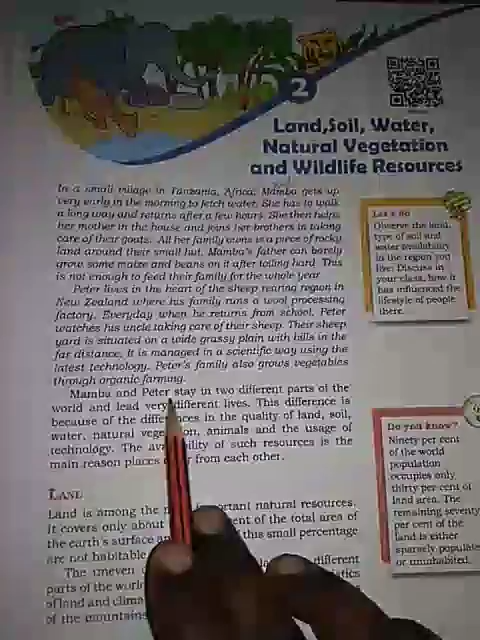 2
Land,Soil, Water,
Natural Vegetation
and Wildlife Resources
In a small village in Tanzania, Africa, Mamba gets up
very early in the morning to fetch water. She has to walk
a long way and returns after a few hours. She then helps
her mother in the house and joins her brothers in taking
care of their goats. All her family owns is a piece of rocky
land around their small hut. Mamba's father can barely
grow some maize and beans on it after toiling hard. This
is not enough to feed their family for the whole year.
Peter lives in the heart of the sheep rearing region in
New Zealand where his family runs a wool processing
factory. Everyday when he returns from school, Peter
watches his uncle taking care of their sheep. Their sheep
yard is situated on a wide grassy plain with hills in the
far distance. It is managed in a scientific way using the
latest technology. Peter's family also grows vegetables
through organic farming.
Mamba and Peter stay in two different parts of the
world and lead very different lives. This difference is
because of the differences in the quality of land, soil,
water, natural vegetation, animals and the usage of
technology. The availability of such resources is the
main reason places from each other.
LAND
Land is among the important natural resources.
It covers only about of the total area of
the earth's surface this small percentage
are not habitable
The uneven different
parts of the world
of land and
of the mountains
Let's do
Observe the land,
type of soil and
water availability
in the region you
live. Discuss in
your class, how it
has influenced the
lifestyle of people
there.
Do you know?
Ninety per cent
of the world
population
occupies only
thirty per cent of
land area. The
remaining seventy
per cent of the
land is either
sparsely populated
or uninhabited.